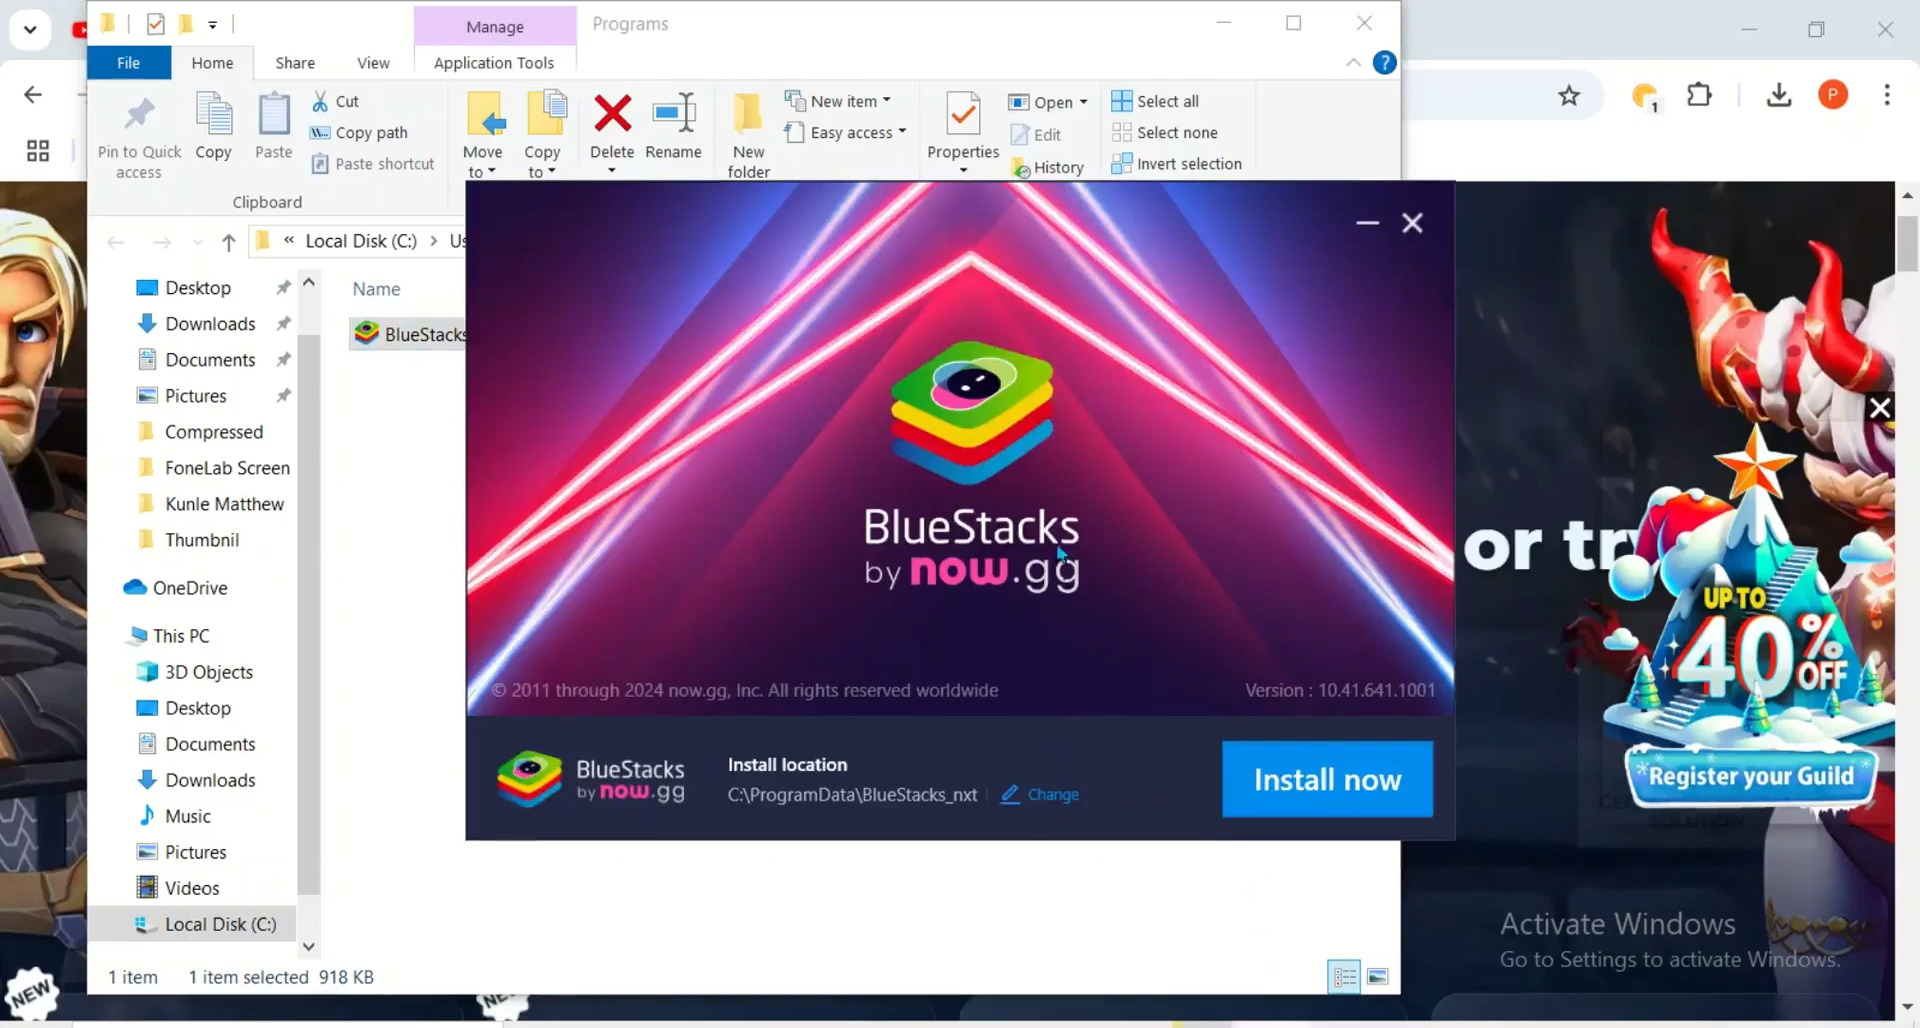 Manage
Programs
File
Home
Share
View
Application Tools
Pin to Quick access
Copy
Paste
Cut
Copy path
Paste shortcut
Clipboard
Move to
Copy to
Delete
Rename
New folder
New item
Easy access
Properties
Open
Edit
History
Select all
Select none
Invert selection
?
1
P
« Local Disk (C:) > Us
Desktop
Downloads
Documents
Pictures
Compressed
FoneLab Screen
Kunle Matthew
Thumbnil
OneDrive
This PC
3D Objects
Desktop
Documents
Downloads
Music
Pictures
Videos
Local Disk (C:)
Name
BlueStacks
BlueStacks
by now.gg
© 2011 through 2024 now.gg, Inc. All rights reserved worldwide
Version : 10.41.641.1001
BlueStacks
by now.gg
Install location
C:\ProgramData\BlueStacks_nxt
Change
Install now
1 item
1 item selected 918 KB
or
UP TO
40% OFF
Register your Guild
Activate Windows
Go to Settings to activate Windows.
NEW